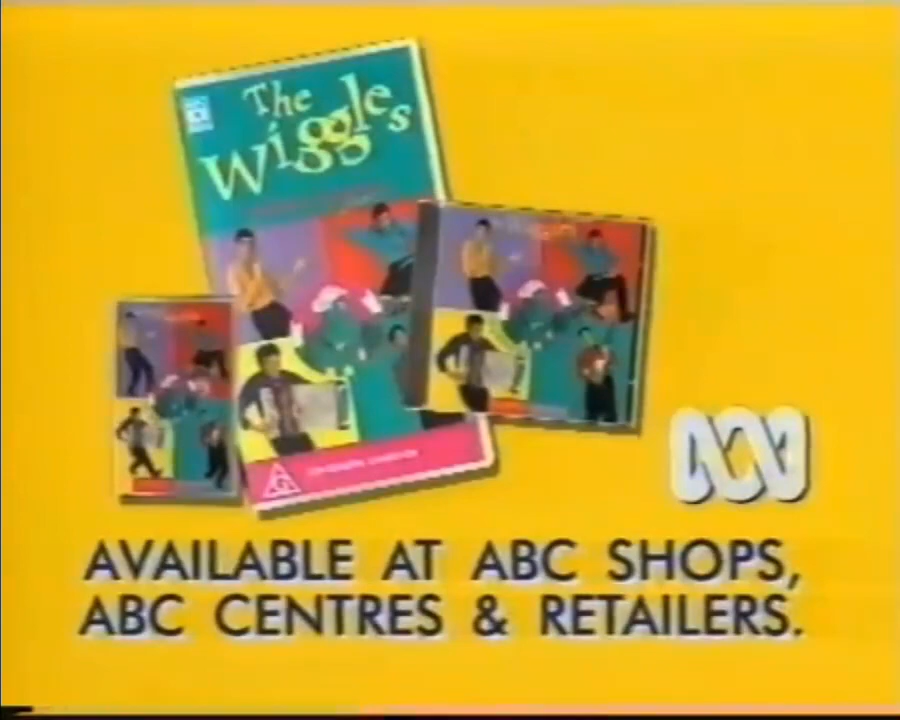 The
Wiggles
G
AVAILABLE AT ABC SHOPS,
ABC CENTRES & RETAILERS.